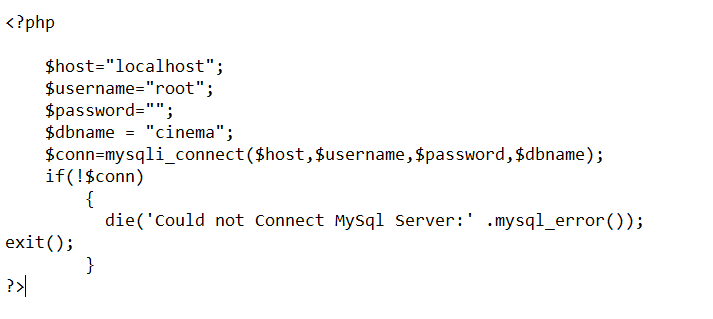 <?php
$host="localhost";
$username="root";
$password="";
$dbname = "cinema";
$conn=mysqli_connect($host,$username,$password,$dbname);
if(!$conn)
{
die('Could not Connect MySql Server:' .mysql_error());
exit();
}
?>